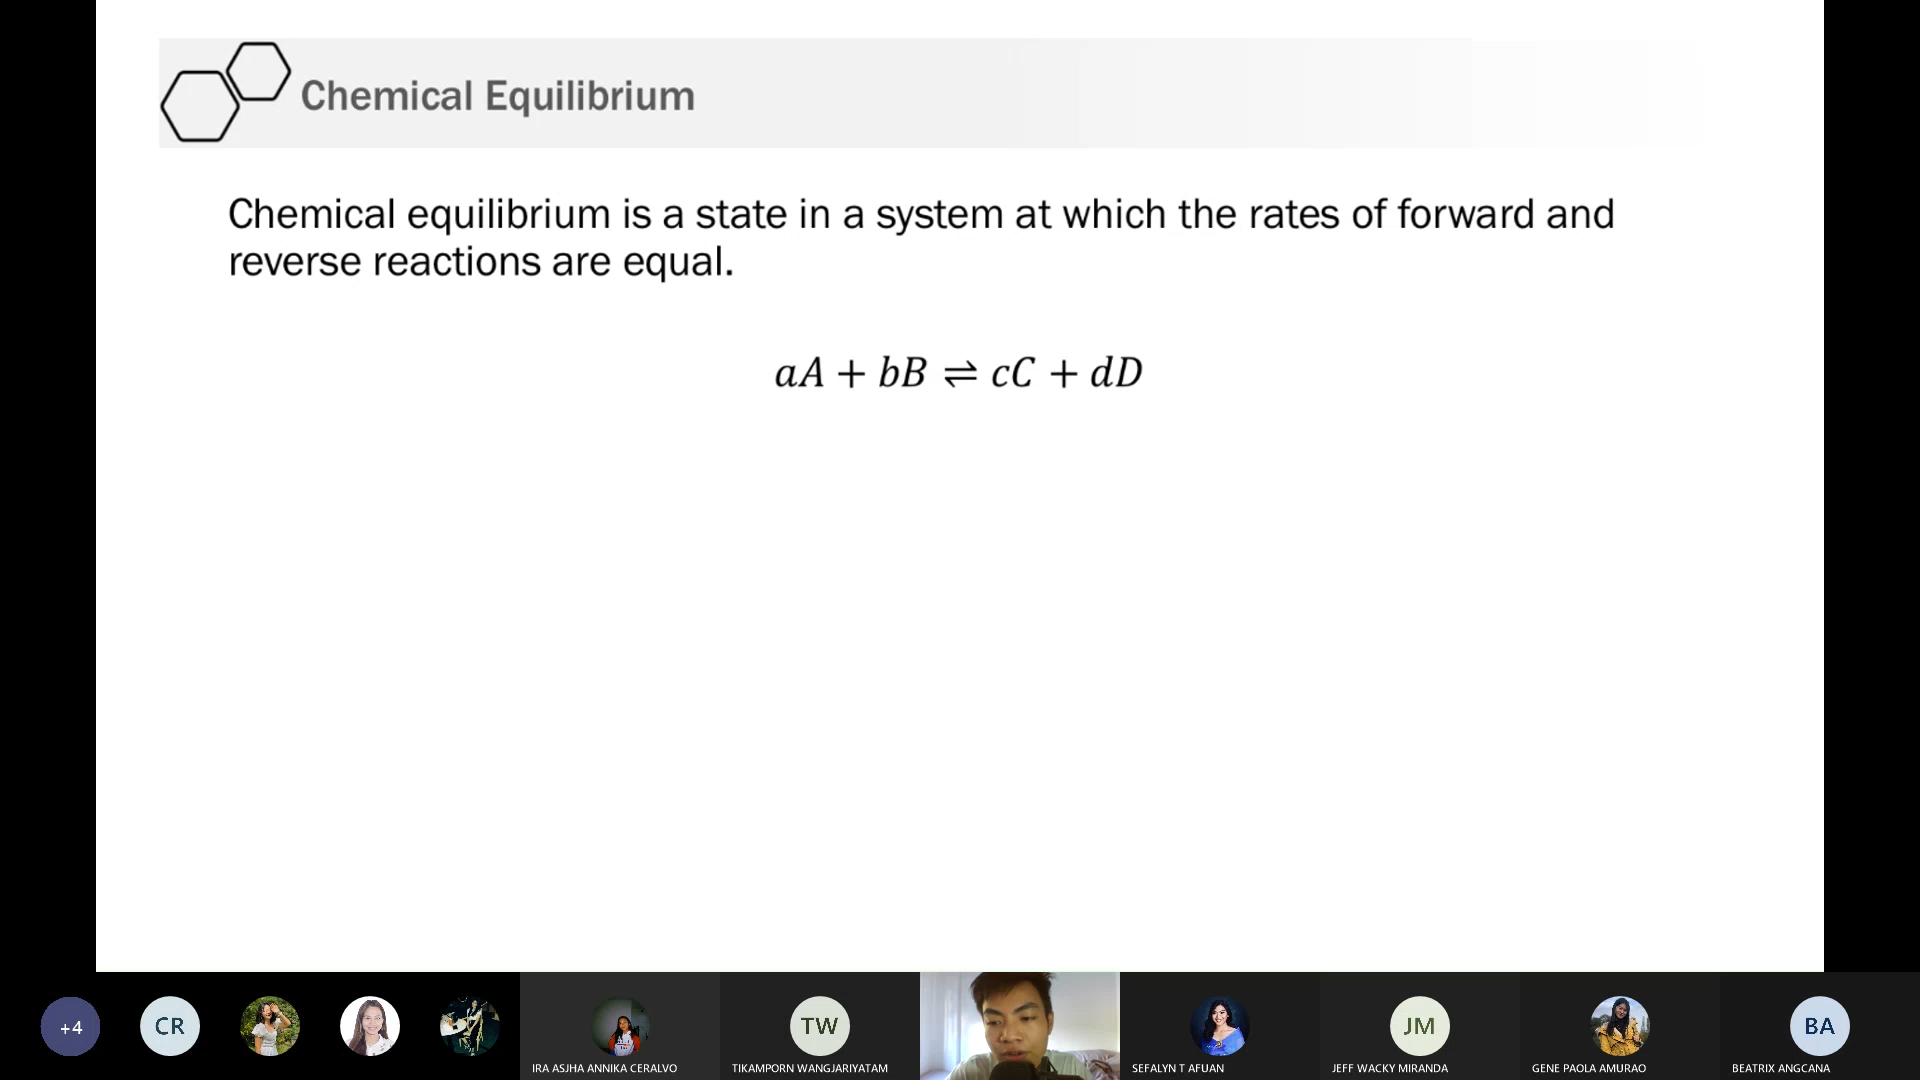 Chemical Equilibrium
Chemical equilibrium is a state in a system at which the rates of forward and
reverse reactions are equal.
aA + bB ⇌ cC + dD
+4
CR
TW
JM
BA
IRA ASJHA ANNIKA CERALVO
TIKAMPORN WANGJARIYATAM
SEFALYN T AFUAN
JEFF WACKY MIRANDA
GENE PAOLA AMURAO
BEATRIX ANGCANA